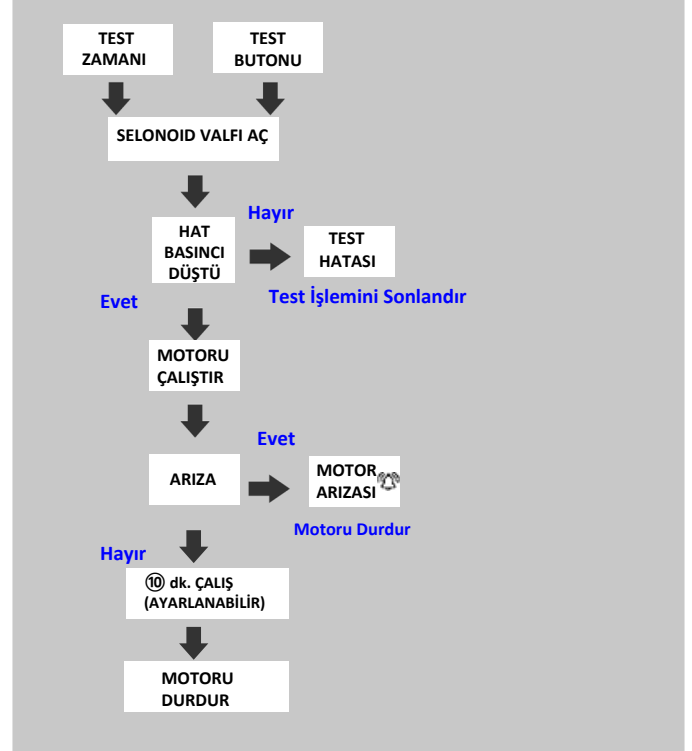 TEST
ZAMANI
TEST
BUTONU
SELONOID VALFI AÇ
Hayır
HAT
BASINCI
DÜŞTÜ
TEST
HATASI
Test İşlemini Sonlandır
Evet
MOTORU
ÇALIŞTIR
Evet
ARIZA
MOTOR
ARIZASI
Motoru Durdur
Hayır
⑩ dk. ÇALIŞ
(AYARLANABİLİR)
MOTORU
DURDUR